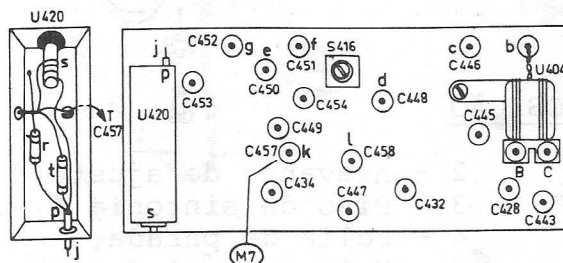 U420
s
T
C457
r
t
p
j
C452 g
e
C450
f
C451
S416
c
C446
b
U404
j
p
C453
U420
C454
d
C448
C445
C449
C457 k
l
C458
B C
C434
C447
C432
C428
C443
s
M7